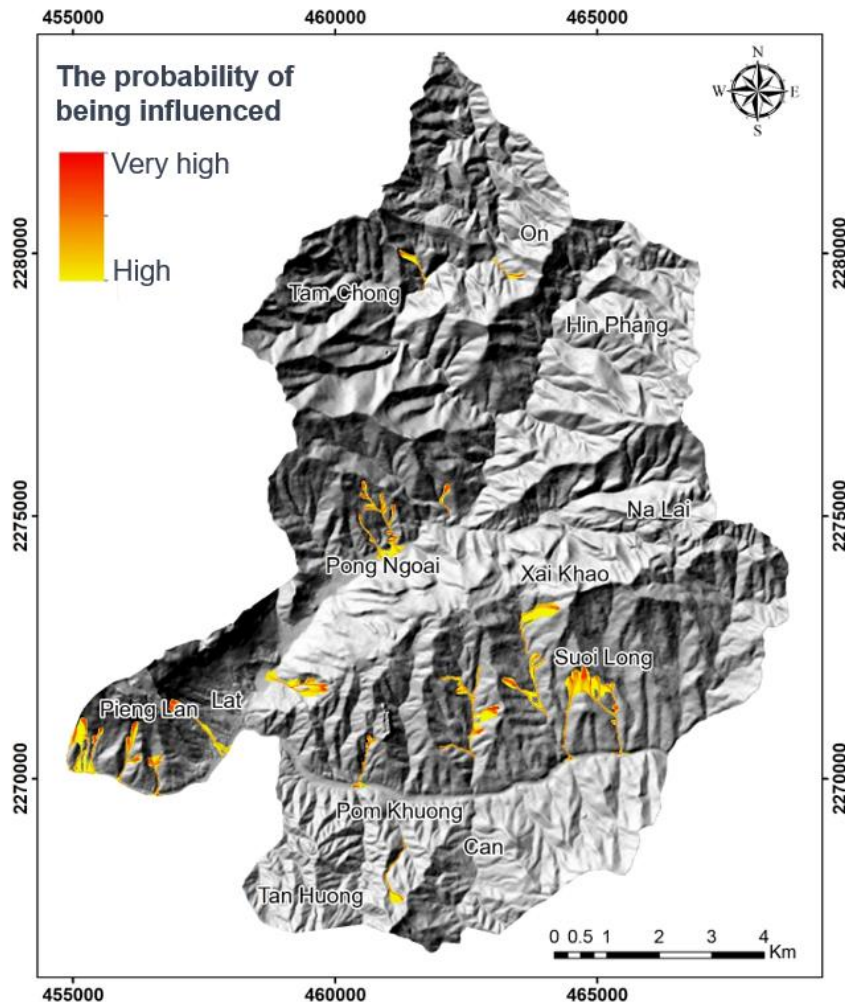 455000 460000 465000
The probability of
being influenced
Very high
High
N
W E
S
2280000 2280000
On
Tam Chong
Hin Phang
2275000 2275000
Na Lai
Pong Ngoai
Xai Khao
Suoi Long
Lat
Pieng Lan
2270000 2270000
Pom Khuong
Can
Tan Huong
0 0.5 1 2 3 4
Km
455000 460000 465000